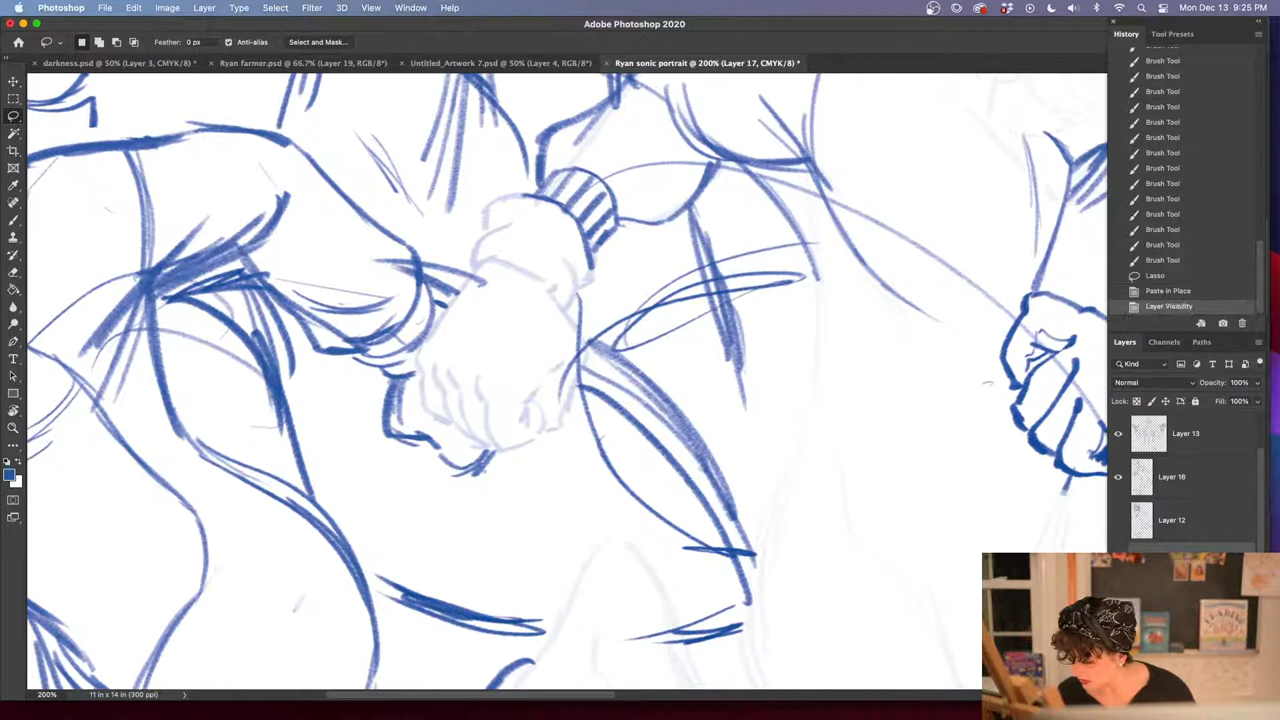 Photoshop File Edit Image Layer Type Select Filter 3D View Window Help Mon Dec 13 9:25 PM
Adobe Photoshop 2020
Feather: 0 px Anti-alias Select and Mask...
darkness.psd @ 50% (Layer 3, CMYK/8) * Ryan farmer.psd @ 66.7% (Layer 19, RGB/8*) Untitled_Artwork 7.psd @ 50% (Layer 4, RGB/8*) Ryan sonic portrait @ 200% (Layer 17, CMYK/8) *
History Tool Presets
Brush Tool
Brush Tool
Brush Tool
Brush Tool
Brush Tool
Brush Tool
Brush Tool
Brush Tool
Brush Tool
Brush Tool
Brush Tool
Brush Tool
Brush Tool
Brush Tool
Lasso
Paste In Place
Layer Visibility
Layers Channels Paths
Kind
Normal Opacity: 100%
Lock: Fill: 100%
Layer 13
Layer 16
Layer 12
200% 11 in x 14 in (300 ppi)